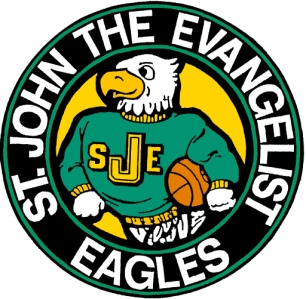 ST. JOHN THE EVANGELIST
SJE
EAGLES